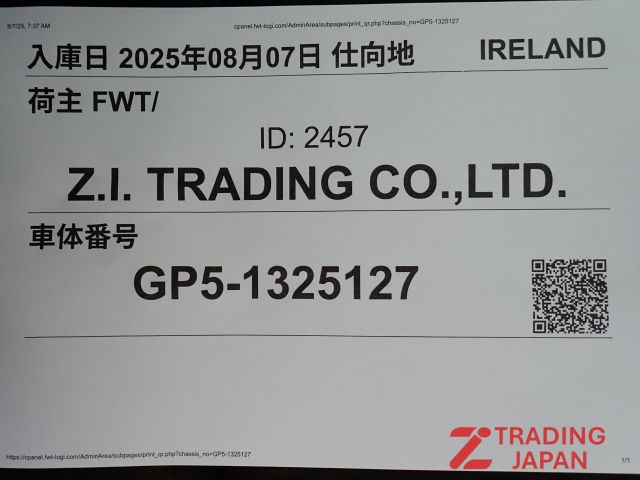 8/7/25, 7:37 AM cpanel.fwt-logi.com/AdminArea/subpages/print_qr.php?chassis_no=GP5-1325127
入庫日 2025年08月07日 仕向地 IRELAND
荷主 FWT/
ID: 2457
Z.I. TRADING CO.,LTD.
車体番号
GP5-1325127
TRADING
JAPAN
https://cpanel.fwt-logi.com/AdminArea/subpages/print_qr.php?chassis_no=GP5-1325127 1/1